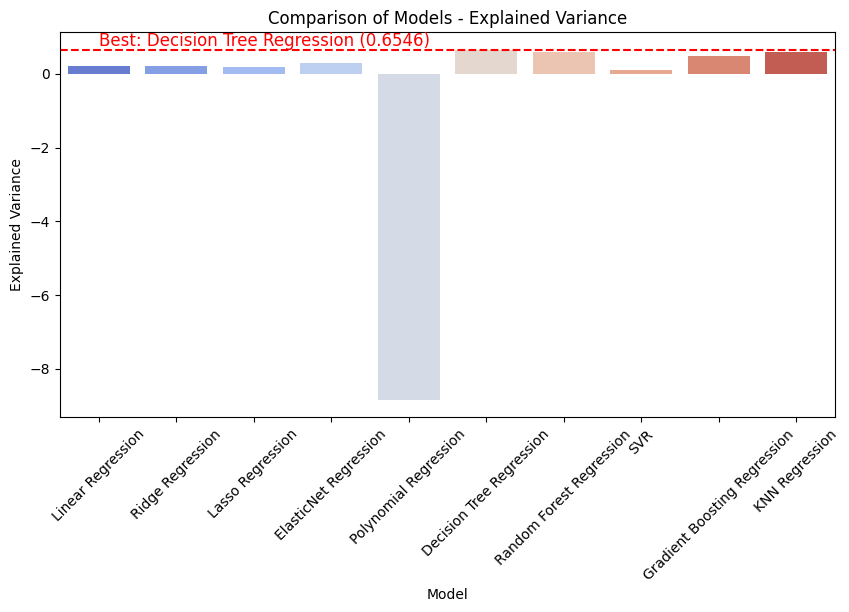 Comparison of Models - Explained Variance
Best: Decision Tree Regression (0.6546)
Explained Variance
0
−2
−4
−6
−8
Linear Regression
Ridge Regression
Lasso Regression
ElasticNet Regression
Polynomial Regression
Decision Tree Regression
Random Forest Regression
SVR
Gradient Boosting Regression
KNN Regression
Model